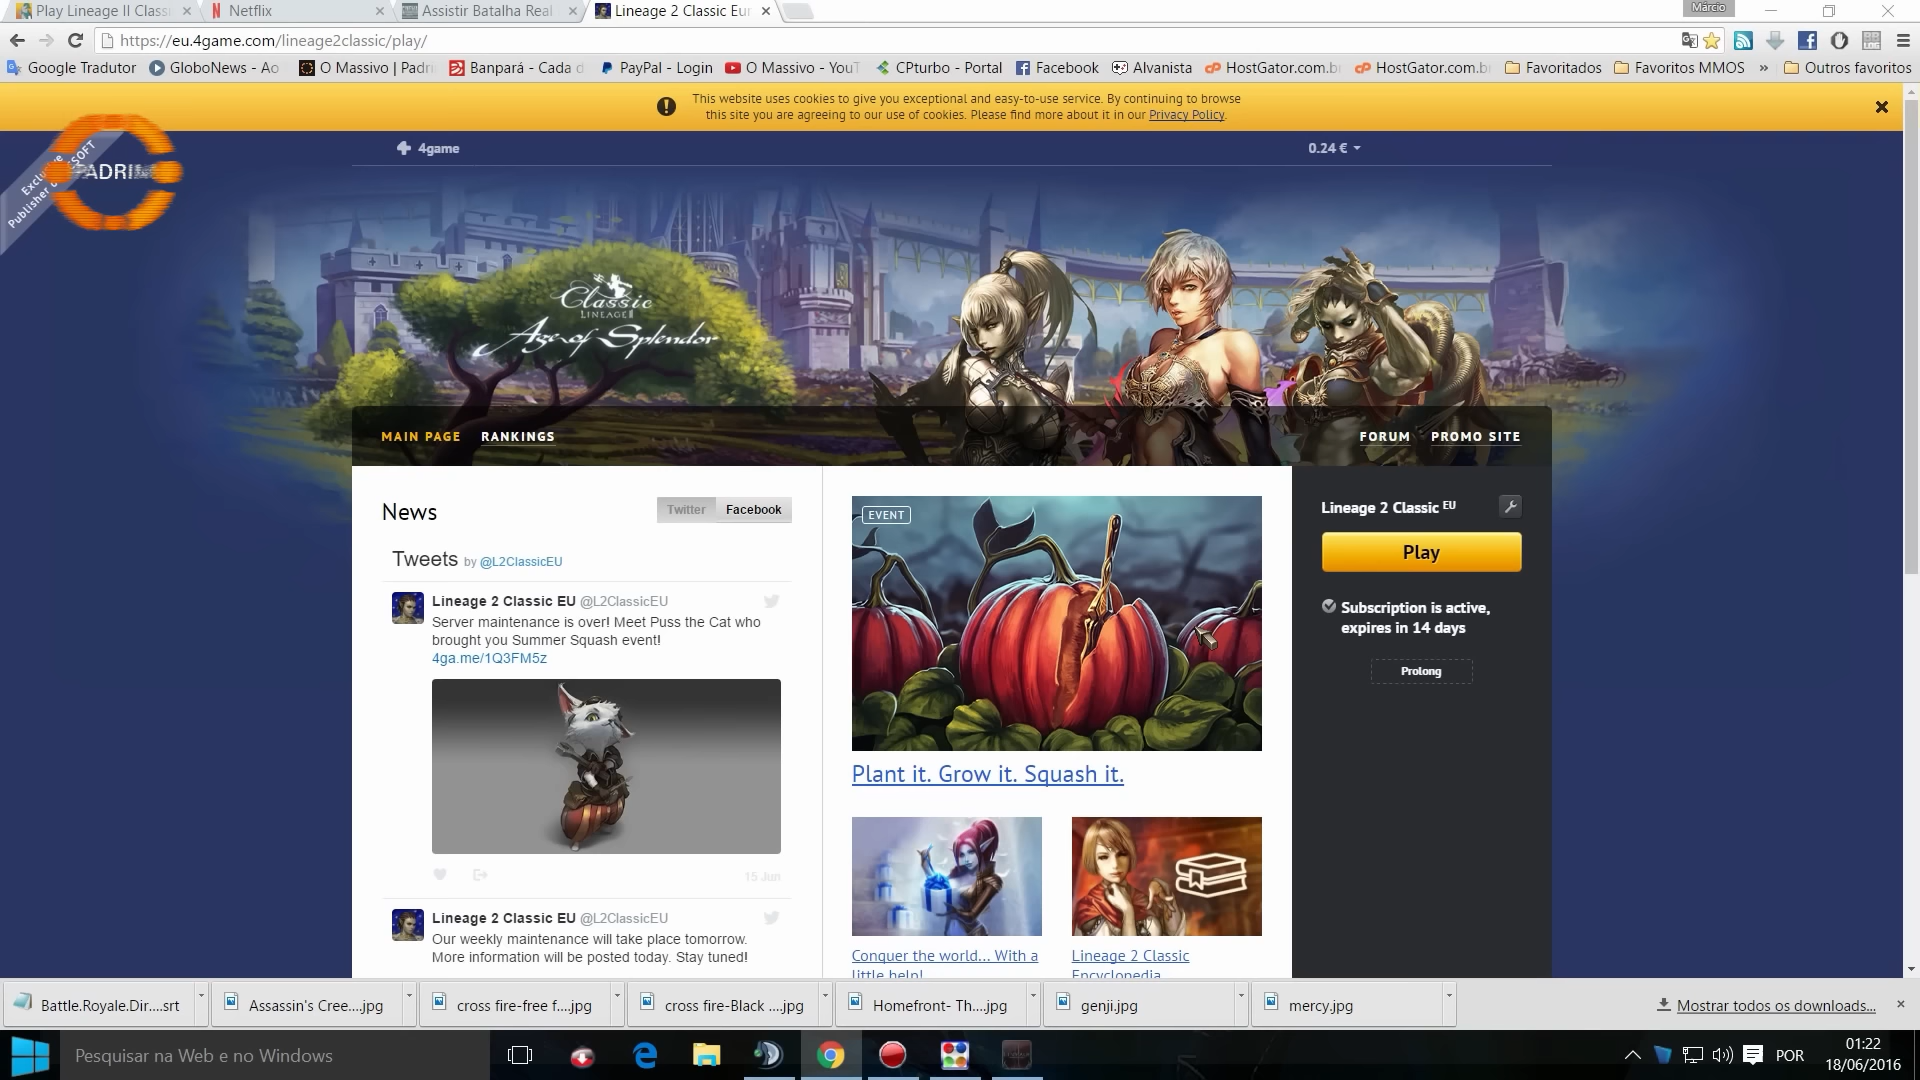 Play Lineage II Class
Netflix
Assistir Batalha Real
Lineage 2 Classic Eur
Márcio
https://eu.4game.com/lineage2classic/play/
Google Tradutor
GloboNews - Ao
O Massivo | Padri
Banpará - Cada d
PayPal - Login
O Massivo - YouT
CPturbo - Portal
Facebook
Alvanista
HostGator.com.b
HostGator.com.b
Favoritados
Favoritos MMOS
»
Outros favoritos
This website uses cookies to give you exceptional and easy-to-use service. By continuing to browse
this site you are agreeing to our use of cookies. Please find more about it in our Privacy Policy.
4game
0.24 €
Publisher
PADRI
Classic
LINEAGE II
Age of Splendor
MAIN PAGE
RANKINGS
FORUM
PROMO SITE
News
Twitter
Facebook
Tweets by @L2ClassicEU
Lineage 2 Classic EU @L2ClassicEU
Server maintenance is over! Meet Puss the Cat who
brought you Summer Squash event!
4ga.me/1Q3FM5z
15 Jun
Lineage 2 Classic EU @L2ClassicEU
Our weekly maintenance will take place tomorrow.
More information will be posted today. Stay tuned!
EVENT
Plant it. Grow it. Squash it.
Conquer the world... With a
little help!
Lineage 2 Classic
Encyclopedia
Lineage 2 Classic EU
Play
Subscription is active,
expires in 14 days
Prolong
Battle.Royale.Dir....srt
Assassin's Cree....jpg
cross fire-free f....jpg
cross fire-Black ....jpg
Homefront- Th....jpg
genji.jpg
mercy.jpg
Mostrar todos os downloads...
Pesquisar na Web e no Windows
POR
01:22
18/06/2016